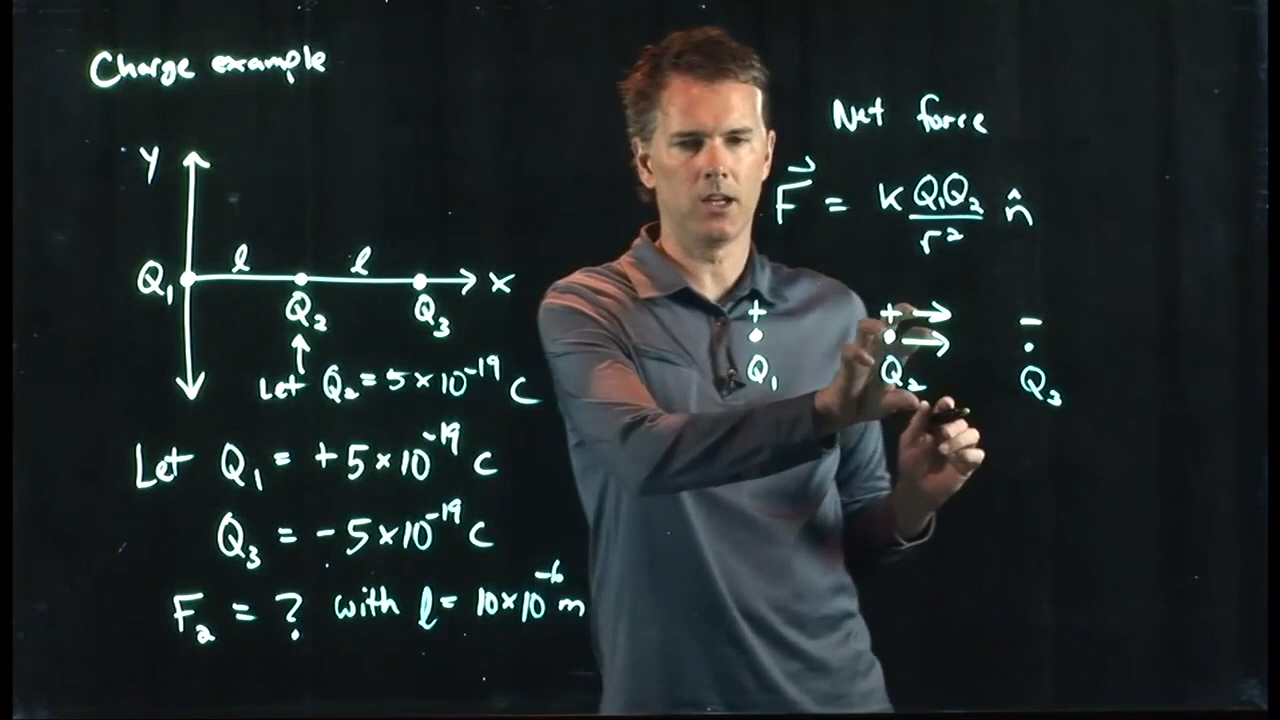 Charge example
Y
Q₁ l l X
Q₂ Q₃
Let Q₂ = 5×10⁻¹⁹ C
Let Q₁ = +5×10⁻¹⁹ C
Q₃ = -5×10⁻¹⁹ C
F₂ = ? with l = 10×10⁻⁶ m
Net force
F⃗ = K Q₁Q₂/r² n̂
+ + -
Q₁ Q₂ Q₃